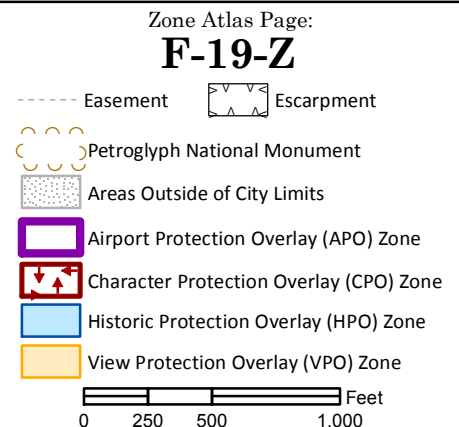 Zone Atlas Page:
F-19-Z
Easement Escarpment
Petroglyph National Monument
Areas Outside of City Limits
Airport Protection Overlay (APO) Zone
Character Protection Overlay (CPO) Zone
Historic Protection Overlay (HPO) Zone
View Protection Overlay (VPO) Zone
Feet
0 250 500 1,000